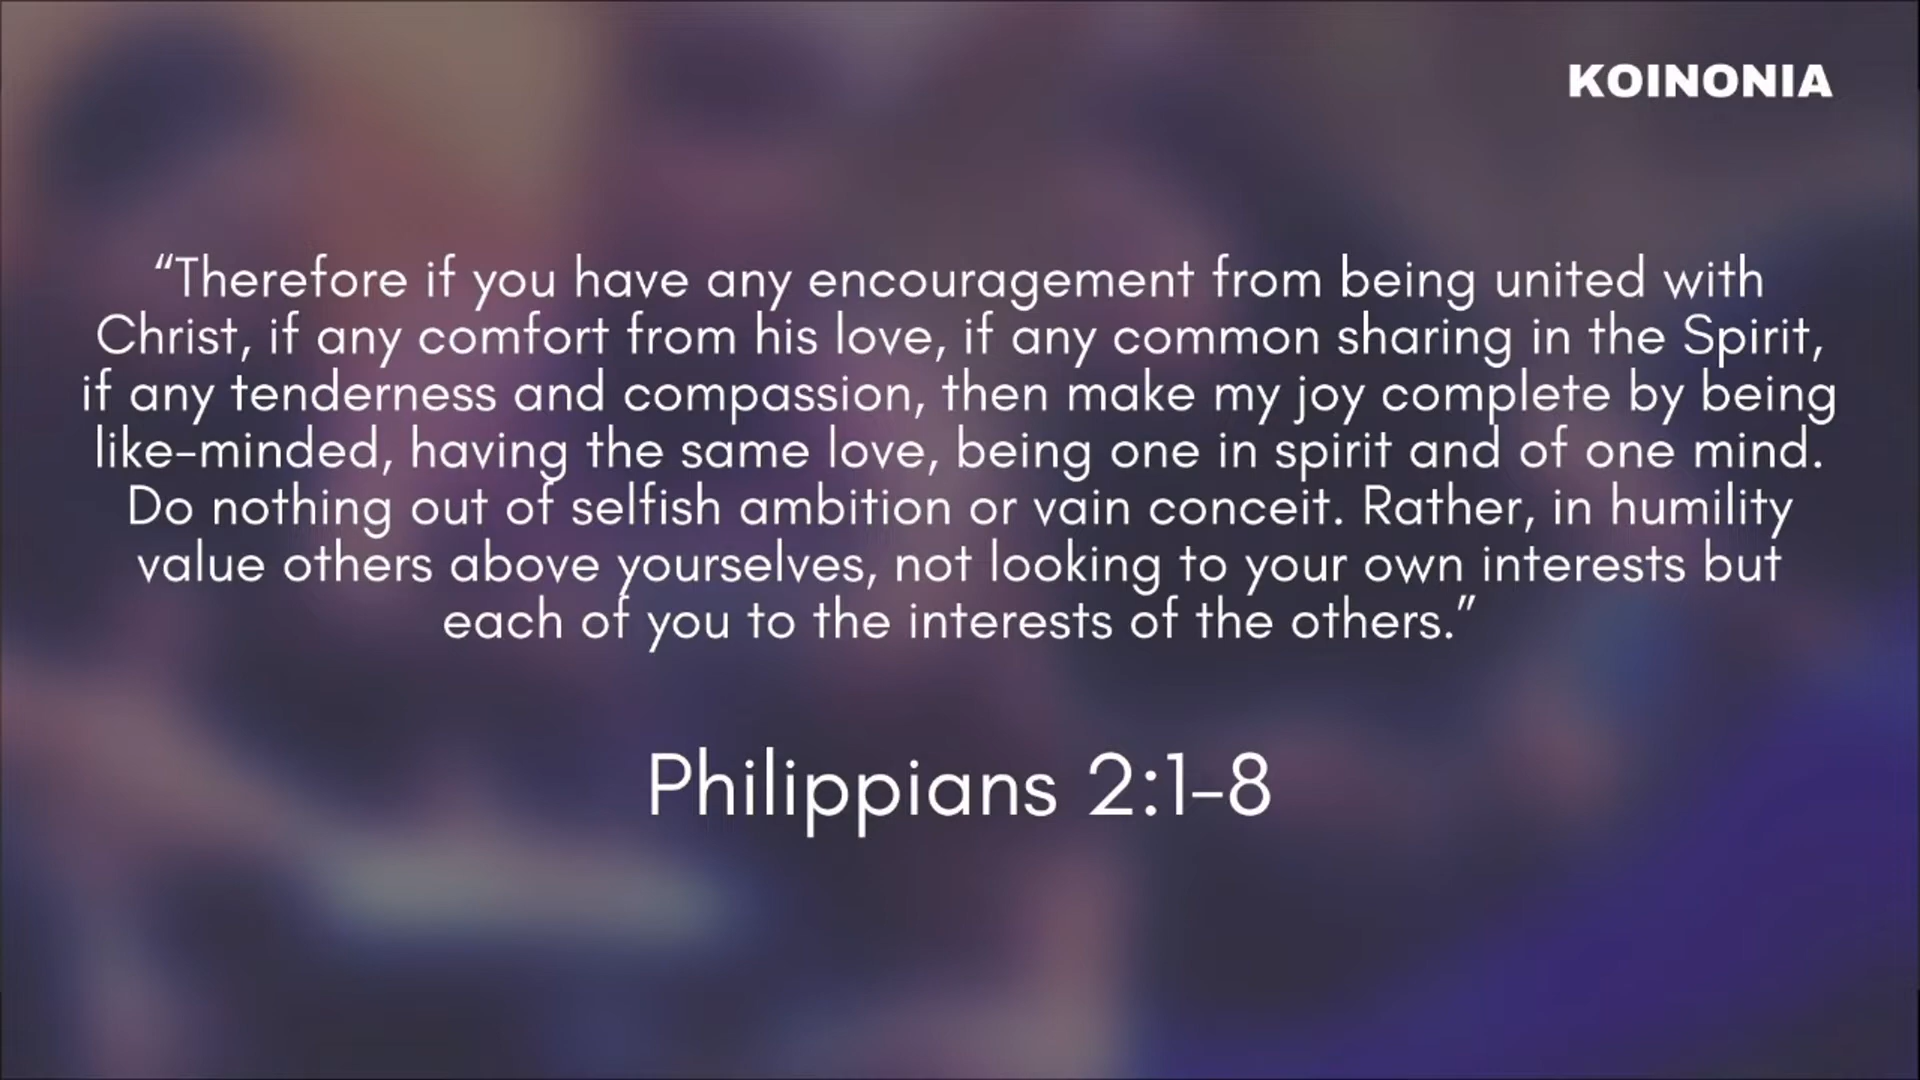 KOINONIA
“Therefore if you have any encouragement from being united with
Christ, if any comfort from his love, if any common sharing in the Spirit,
if any tenderness and compassion, then make my joy complete by being
like-minded, having the same love, being one in spirit and of one mind.
Do nothing out of selfish ambition or vain conceit. Rather, in humility
value others above yourselves, not looking to your own interests but
each of you to the interests of the others.”
Philippians 2:1-8